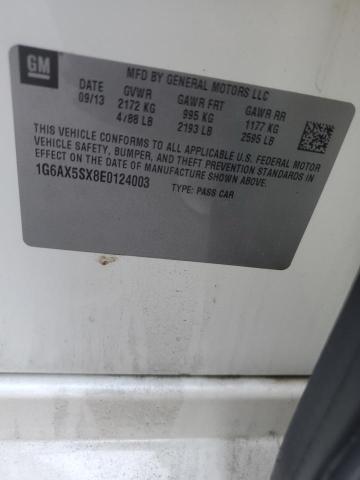 GM
MFD BY GENERAL MOTORS LLC
DATE GVWR GAWR FRT GAWR RR
09/13 2172 KG 995 KG 1177 KG
4788 LB 2193 LB 2595 LB
THIS VEHICLE CONFORMS TO ALL APPLICABLE U.S. FEDERAL MOTOR
VEHICLE SAFETY, BUMPER, AND THEFT PREVENTION STANDARDS IN
EFFECT ON THE DATE OF MANUFACTURE SHOWN ABOVE.
1G6AX5SX8E0124003 TYPE: PASS CAR